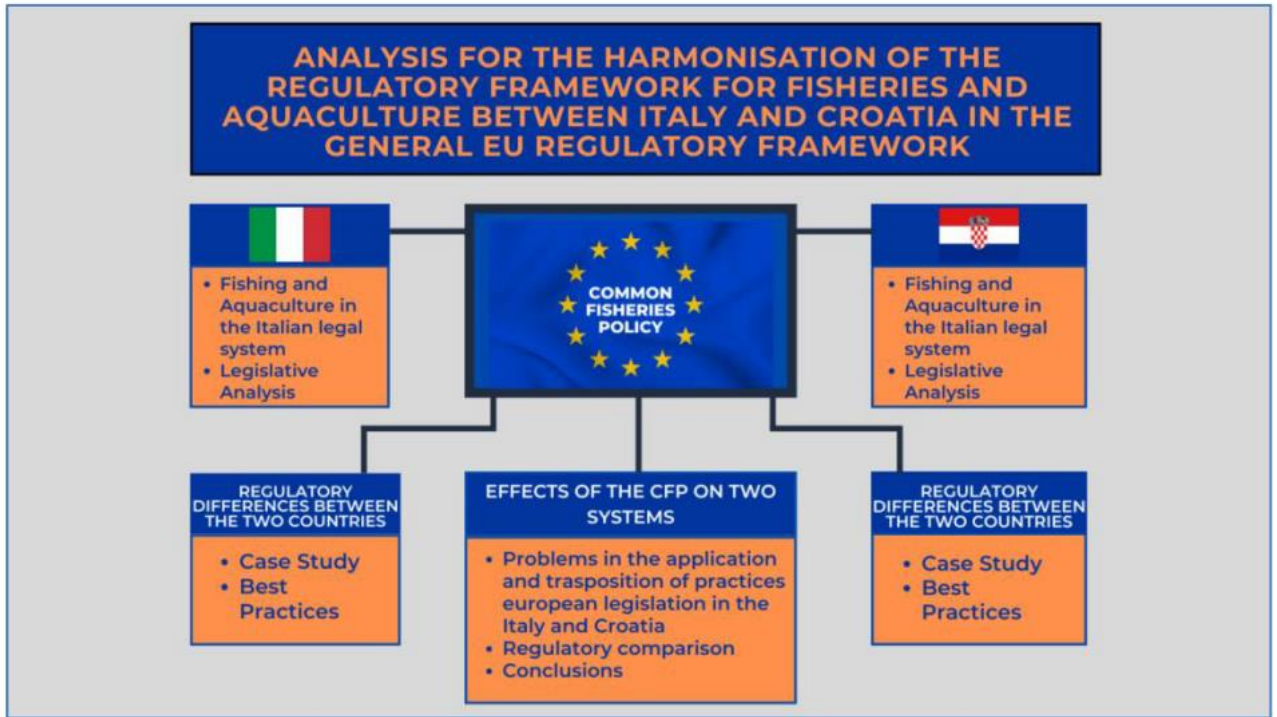 ANALYSIS FOR THE HARMONISATION OF THE
REGULATORY FRAMEWORK FOR FISHERIES AND
AQUACULTURE BETWEEN ITALY AND CROATIA IN THE
GENERAL EU REGULATORY FRAMEWORK
• Fishing and
Aquaculture in
the Italian legal
system
• Legislative
Analysis
COMMON
FISHERIES
POLICY
• Fishing and
Aquaculture in
the Italian legal
system
• Legislative
Analysis
REGULATORY
DIFFERENCES BETWEEN
THE TWO COUNTRIES
• Case Study
• Best
Practices
EFFECTS OF THE CFP ON TWO
SYSTEMS
• Problems in the application
and trasposition of practices
european legislation in the
Italy and Croatia
• Regulatory comparison
• Conclusions
REGULATORY
DIFFERENCES BETWEEN
THE TWO COUNTRIES
• Case Study
• Best
Practices